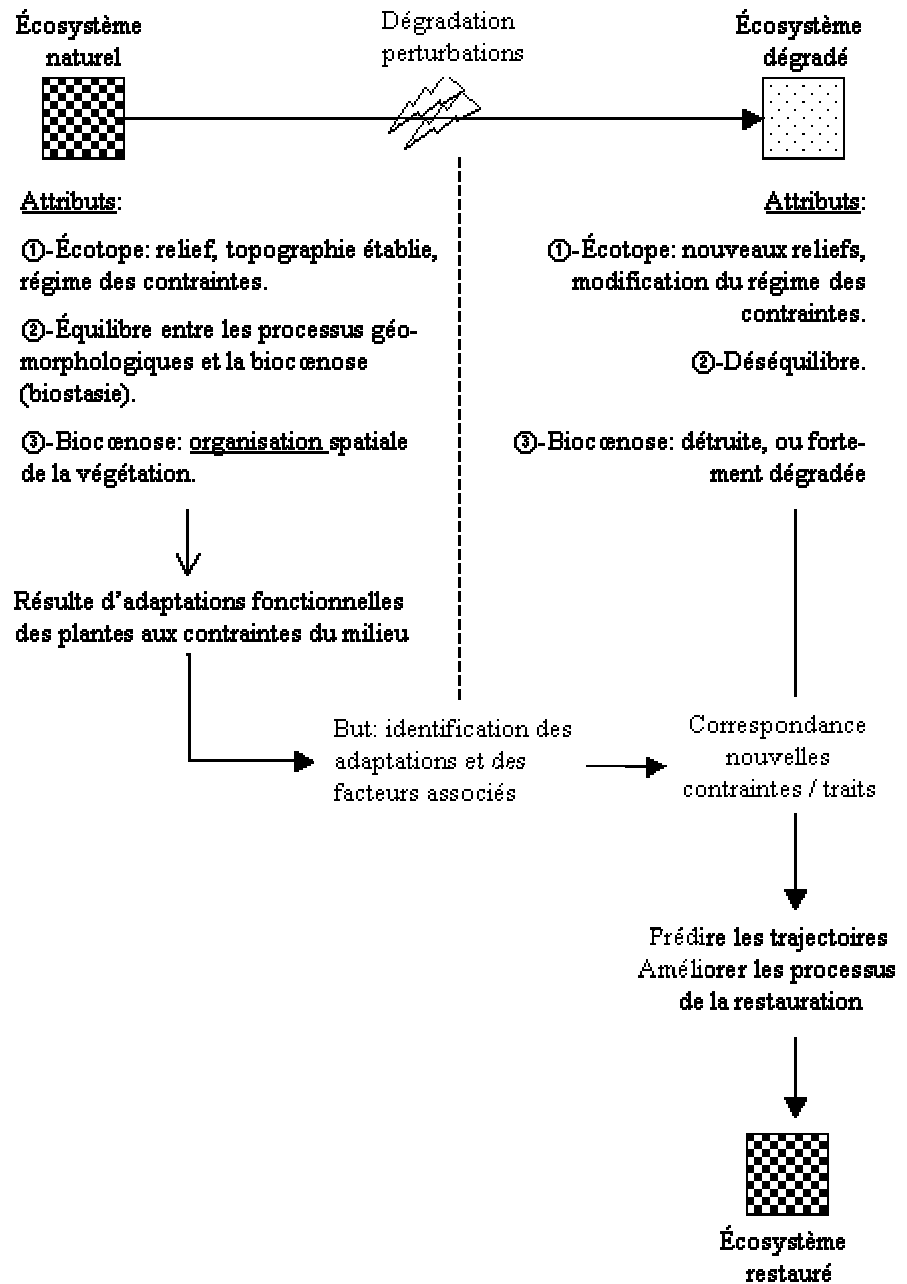 Écosystème
naturel
Dégradation
perturbations
Écosystème
dégradé
Attributs:
①-Écotope: relief, topographie établie,
régime des contraintes.
②-Équilibre entre les processus géo-
morphologiques et la biocœnose
(biostasie).
③-Biocœnose: organisation spatiale
de la végétation.
Résulte d'adaptations fonctionnelles
des plantes aux contraintes du milieu
Attributs:
①-Écotope: nouveaux reliefs,
modification du régime des
contraintes.
②-Déséquilibre.
③-Biocœnose: détruite, ou forte-
ment dégradée
But: identification des
adaptations et des
facteurs associés
Correspondance
nouvelles
contraintes / traits
Prédire les trajectoires
Améliorer les processus
de la restauration
Écosystème
restauré